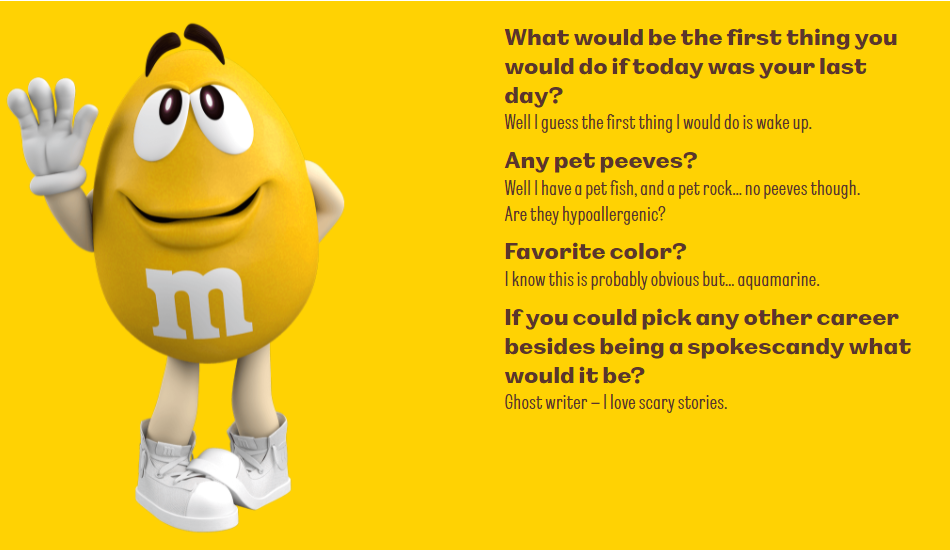 m
What would be the first thing you
would do if today was your last
day?
Well I guess the first thing I would do is wake up.
Any pet peeves?
Well I have a pet fish, and a pet rock... no peeves though.
Are they hypoallergenic?
Favorite color?
I know this is probably obvious but... aquamarine.
If you could pick any other career
besides being a spokescandy what
would it be?
Ghost writer – I love scary stories.